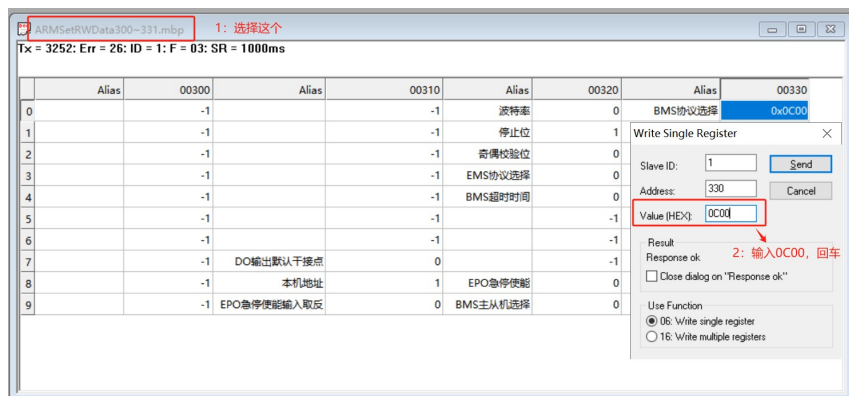 ARMSetRWData300~331.mbp 1：选择这个
Tx = 3252: Err = 26: ID = 1: F = 03: SR = 1000ms
Alias 00300 Alias 00310 Alias 00320 Alias 00330
0 -1 -1 波特率 0 BMS协议选择 0x0C00
1 -1 -1 停止位 1
2 -1 -1 奇偶校验位 0
3 -1 -1 EMS协议选择 0
4 -1 -1 BMS超时时间 0
5 -1 -1 -1
6 -1 -1 -1
7 -1 DO输出默认干接点 0 -1
8 -1 本机地址 1 EPO急停使能 0
9 -1 EPO急停使能输入取反 0 BMS主从机选择 0
Write Single Register
Slave ID: 1 Send
Address: 330 Cancel
Value (HEX): 0C00
2：输入0C00，回车
Result
Response ok
Close dialog on "Response ok"
Use Function
06: Write single register
16: Write multiple registers